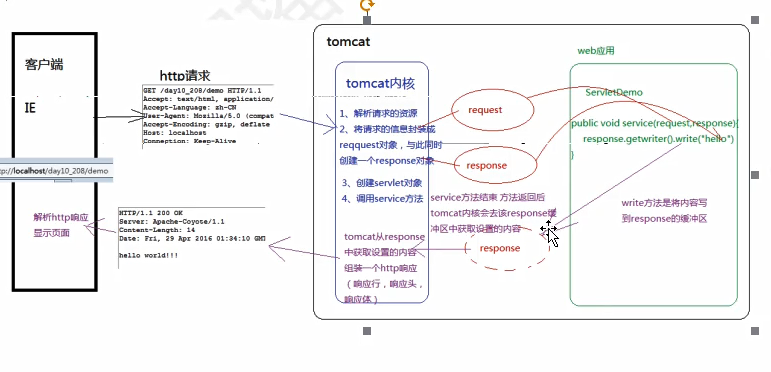 客户端
IE
p://localhost/day10_208/demo
解析http响应
显示页面
http请求
GET /day10_208/demo HTTP/1.1
Accept: text/html, application/
Accept-Language: zh-CN
User-Agent: Mozilla/5.0 (compat
Accept-Encoding: gzip, deflate
Host: localhost
Connection: Keep-Alive
HTTP/1.1 200 OK
Server: Apache-Coyote/1.1
Content-Length: 14
Date: Fri, 29 Apr 2016 01:34:10 GMT
hello world!!!
tomcat
tomcat内核
1、解析请求的资源
2、将请求的信息封装成
reqquest对象，与此同时
创建一个response对象
3、创建servlet对象
4、调用service方法
tomcat从response
中获取设置的内容
组装一个http响应
（响应行，响应头，
响应体）
request
response
service方法结束 方法返回后
tomcat内核会去该response缓
冲区中获取设置的内容
response
web应用
ServletDemo
public void service(request,response){
response.getwriter().write("hello")
}
write方法是将内容写
到response的缓冲区